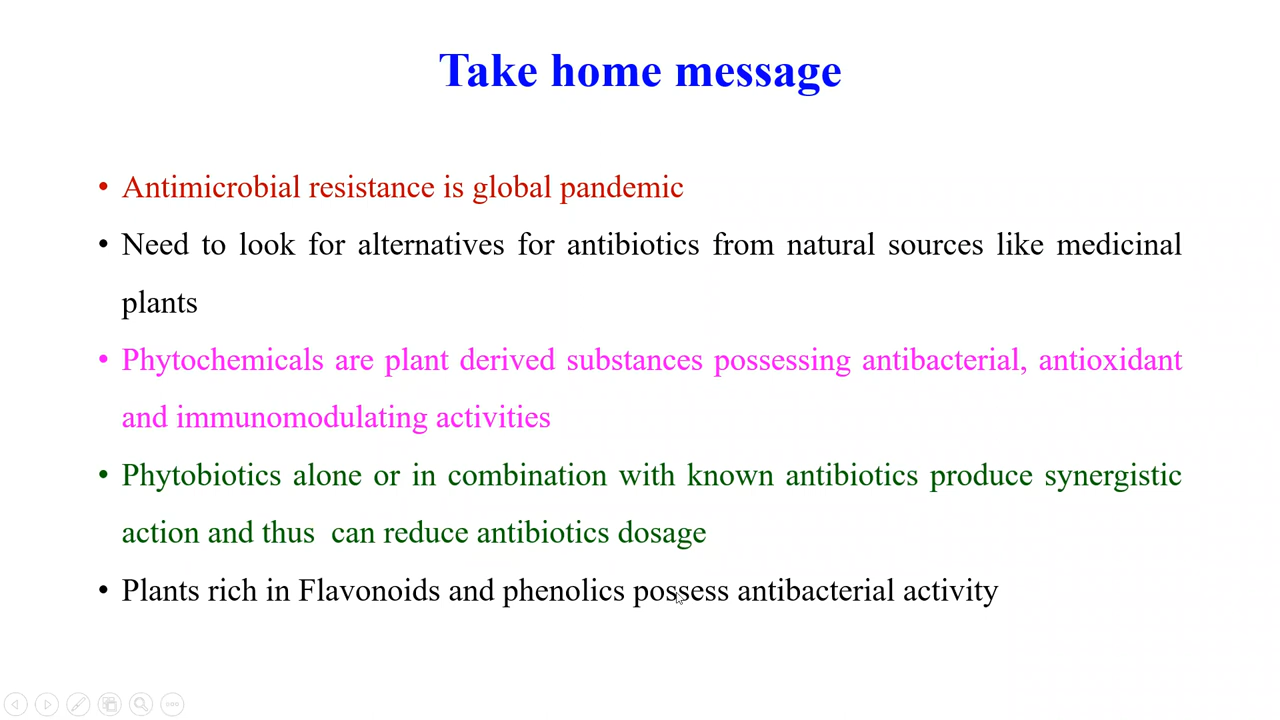 Take home message
• Antimicrobial resistance is global pandemic
• Need to look for alternatives for antibiotics from natural sources like medicinal
plants
• Phytochemicals are plant derived substances possessing antibacterial, antioxidant
and immunomodulating activities
• Phytobiotics alone or in combination with known antibiotics produce synergistic
action and thus  can reduce antibiotics dosage
• Plants rich in Flavonoids and phenolics possess antibacterial activity